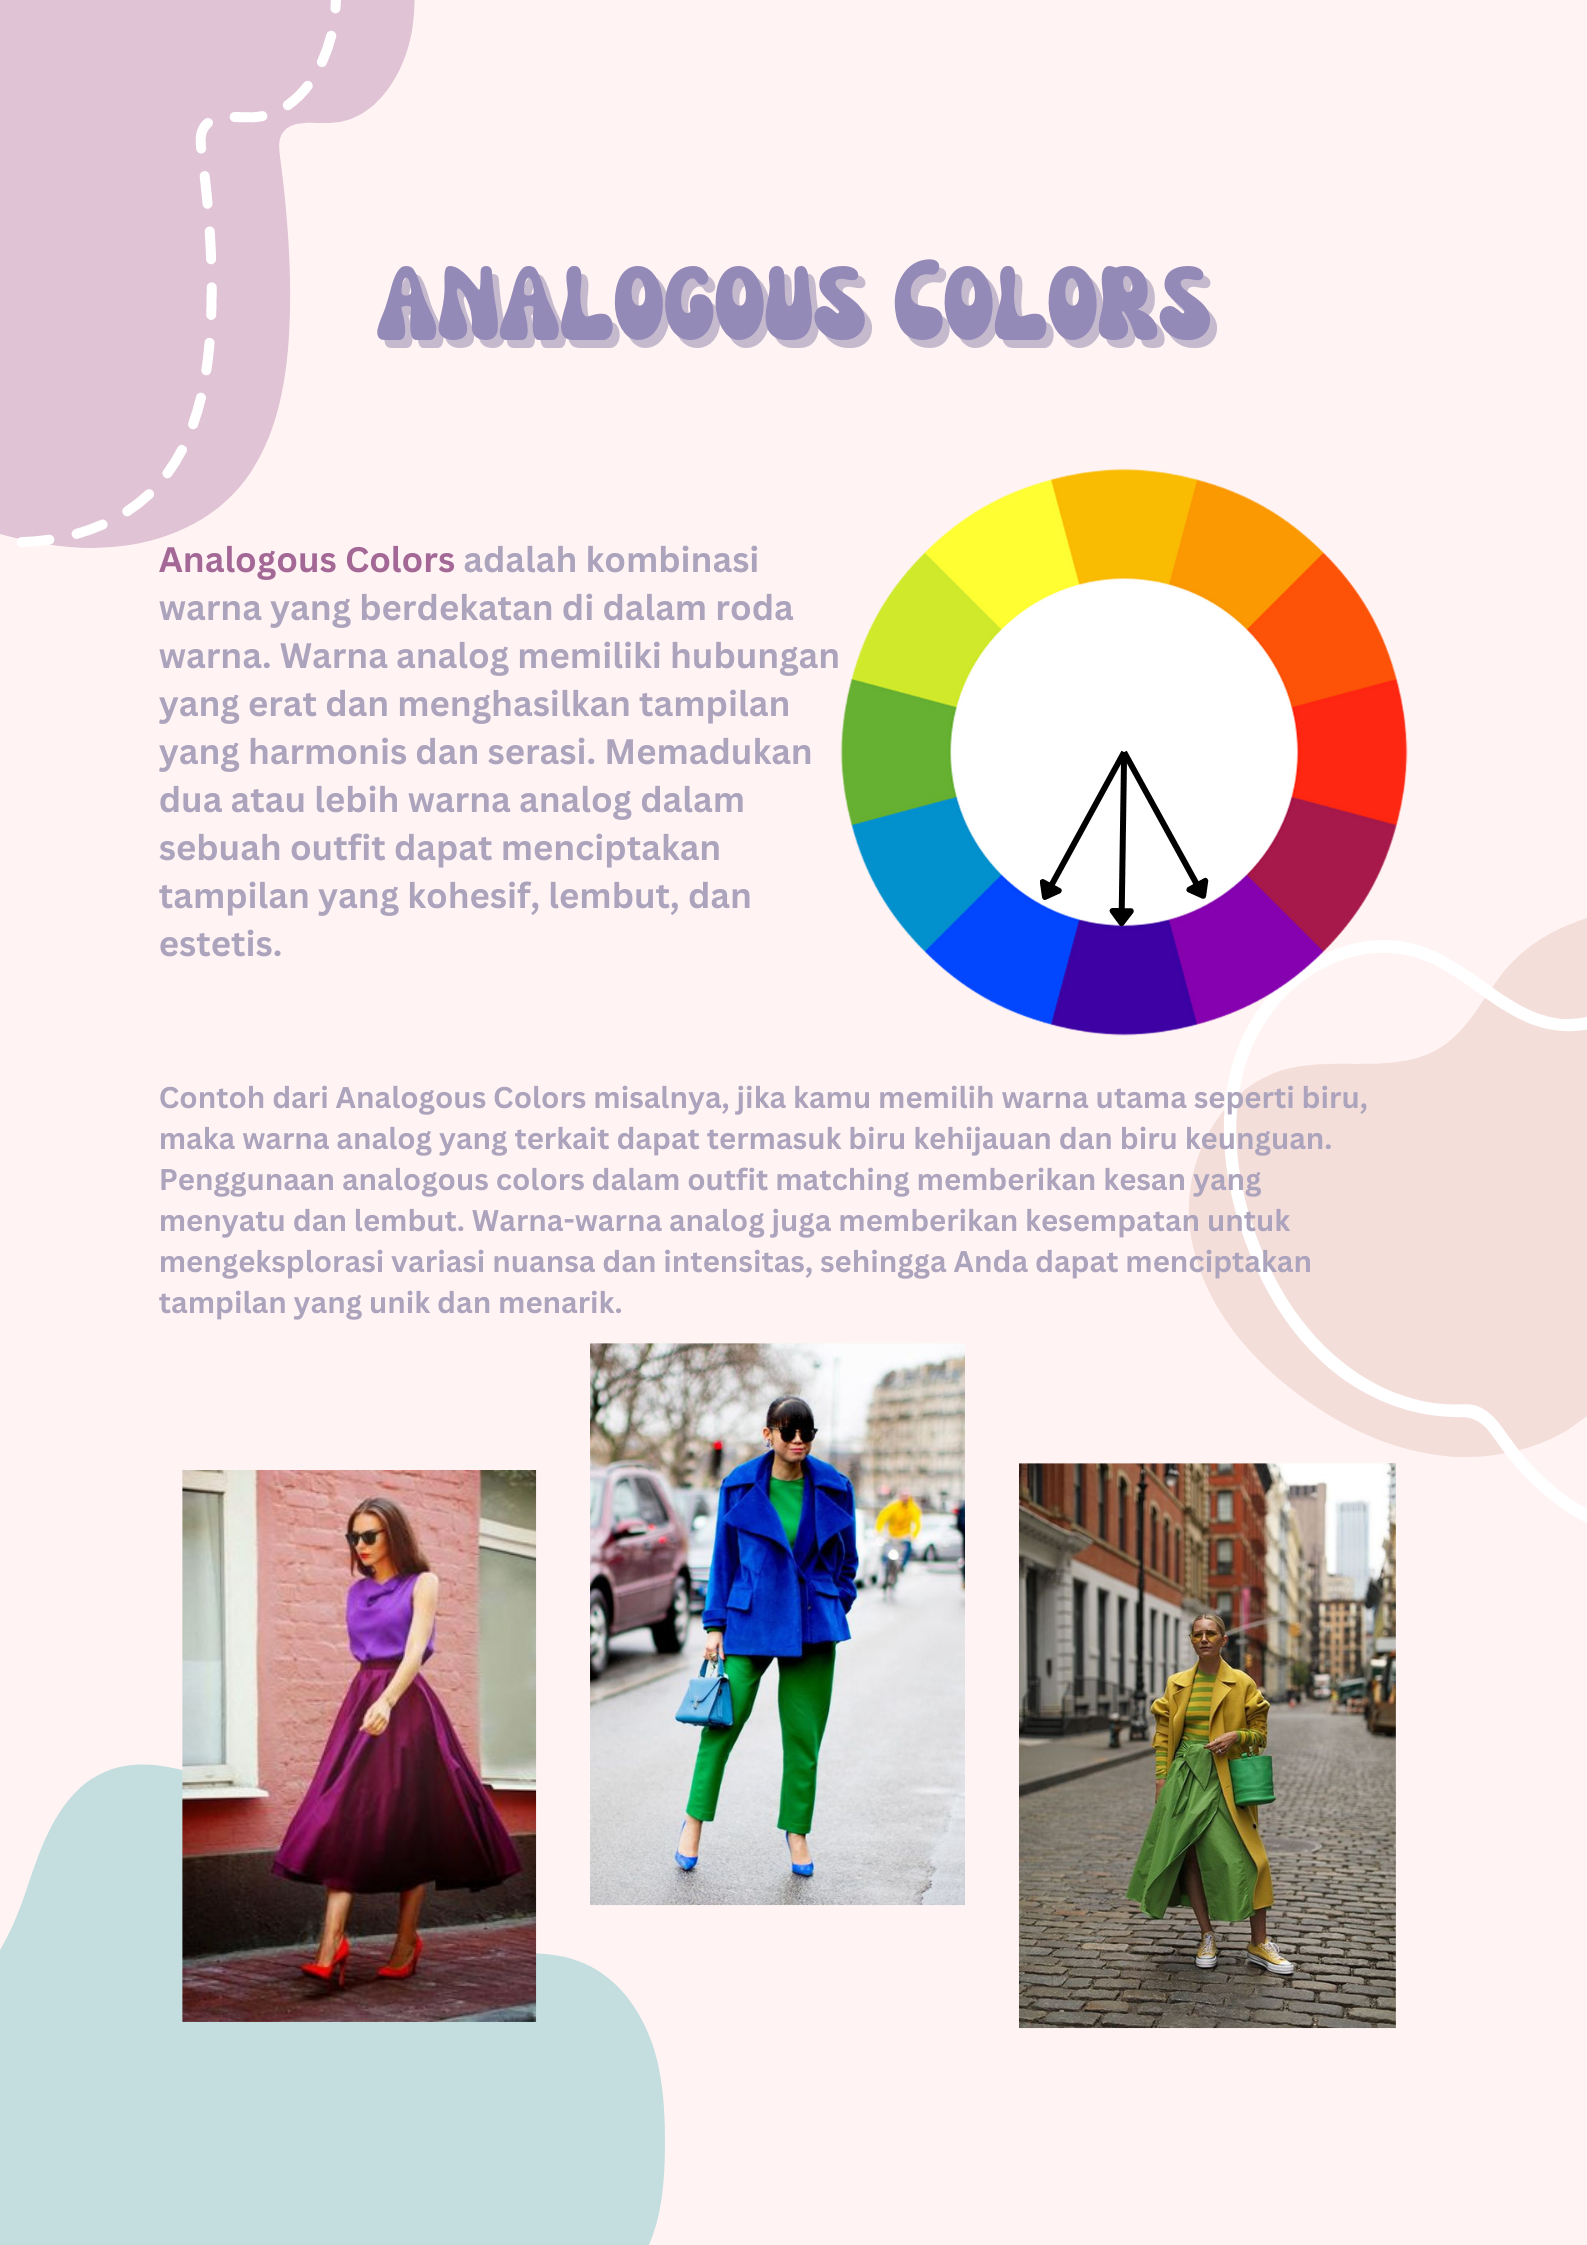 ANALOGOUS COLORS
Analogous Colors adalah kombinasi
warna yang berdekatan di dalam roda
warna. Warna analog memiliki hubungan
yang erat dan menghasilkan tampilan
yang harmonis dan serasi. Memadukan
dua atau lebih warna analog dalam
sebuah outfit dapat menciptakan
tampilan yang kohesif, lembut, dan
estetis.
Contoh dari Analogous Colors misalnya, jika kamu memilih warna utama seperti biru,
maka warna analog yang terkait dapat termasuk biru kehijauan dan biru keunguan.
Penggunaan analogous colors dalam outfit matching memberikan kesan yang
menyatu dan lembut. Warna-warna analog juga memberikan kesempatan untuk
mengeksplorasi variasi nuansa dan intensitas, sehingga Anda dapat menciptakan
tampilan yang unik dan menarik.